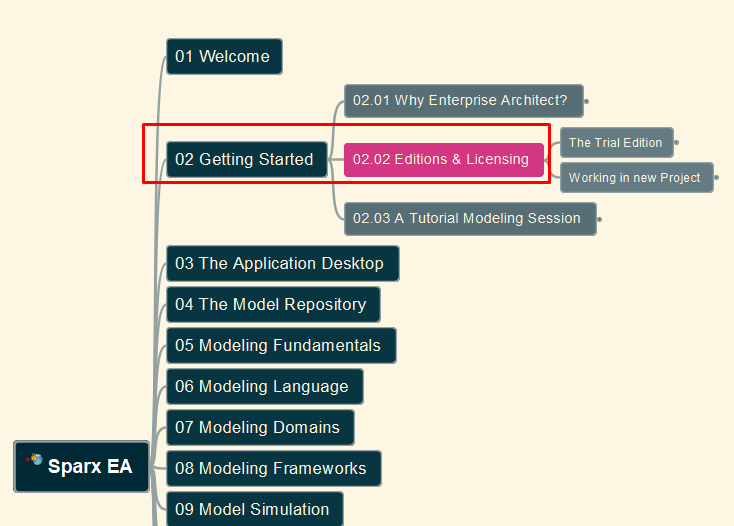 01 Welcome
02.01 Why Enterprise Architect?
02 Getting Started
02.02 Editions & Licensing
The Trial Edition
Working in new Project
02.03 A Tutorial Modeling Session
03 The Application Desktop
04 The Model Repository
05 Modeling Fundamentals
06 Modeling Language
07 Modeling Domains
Sparx EA
08 Modeling Frameworks
09 Model Simulation